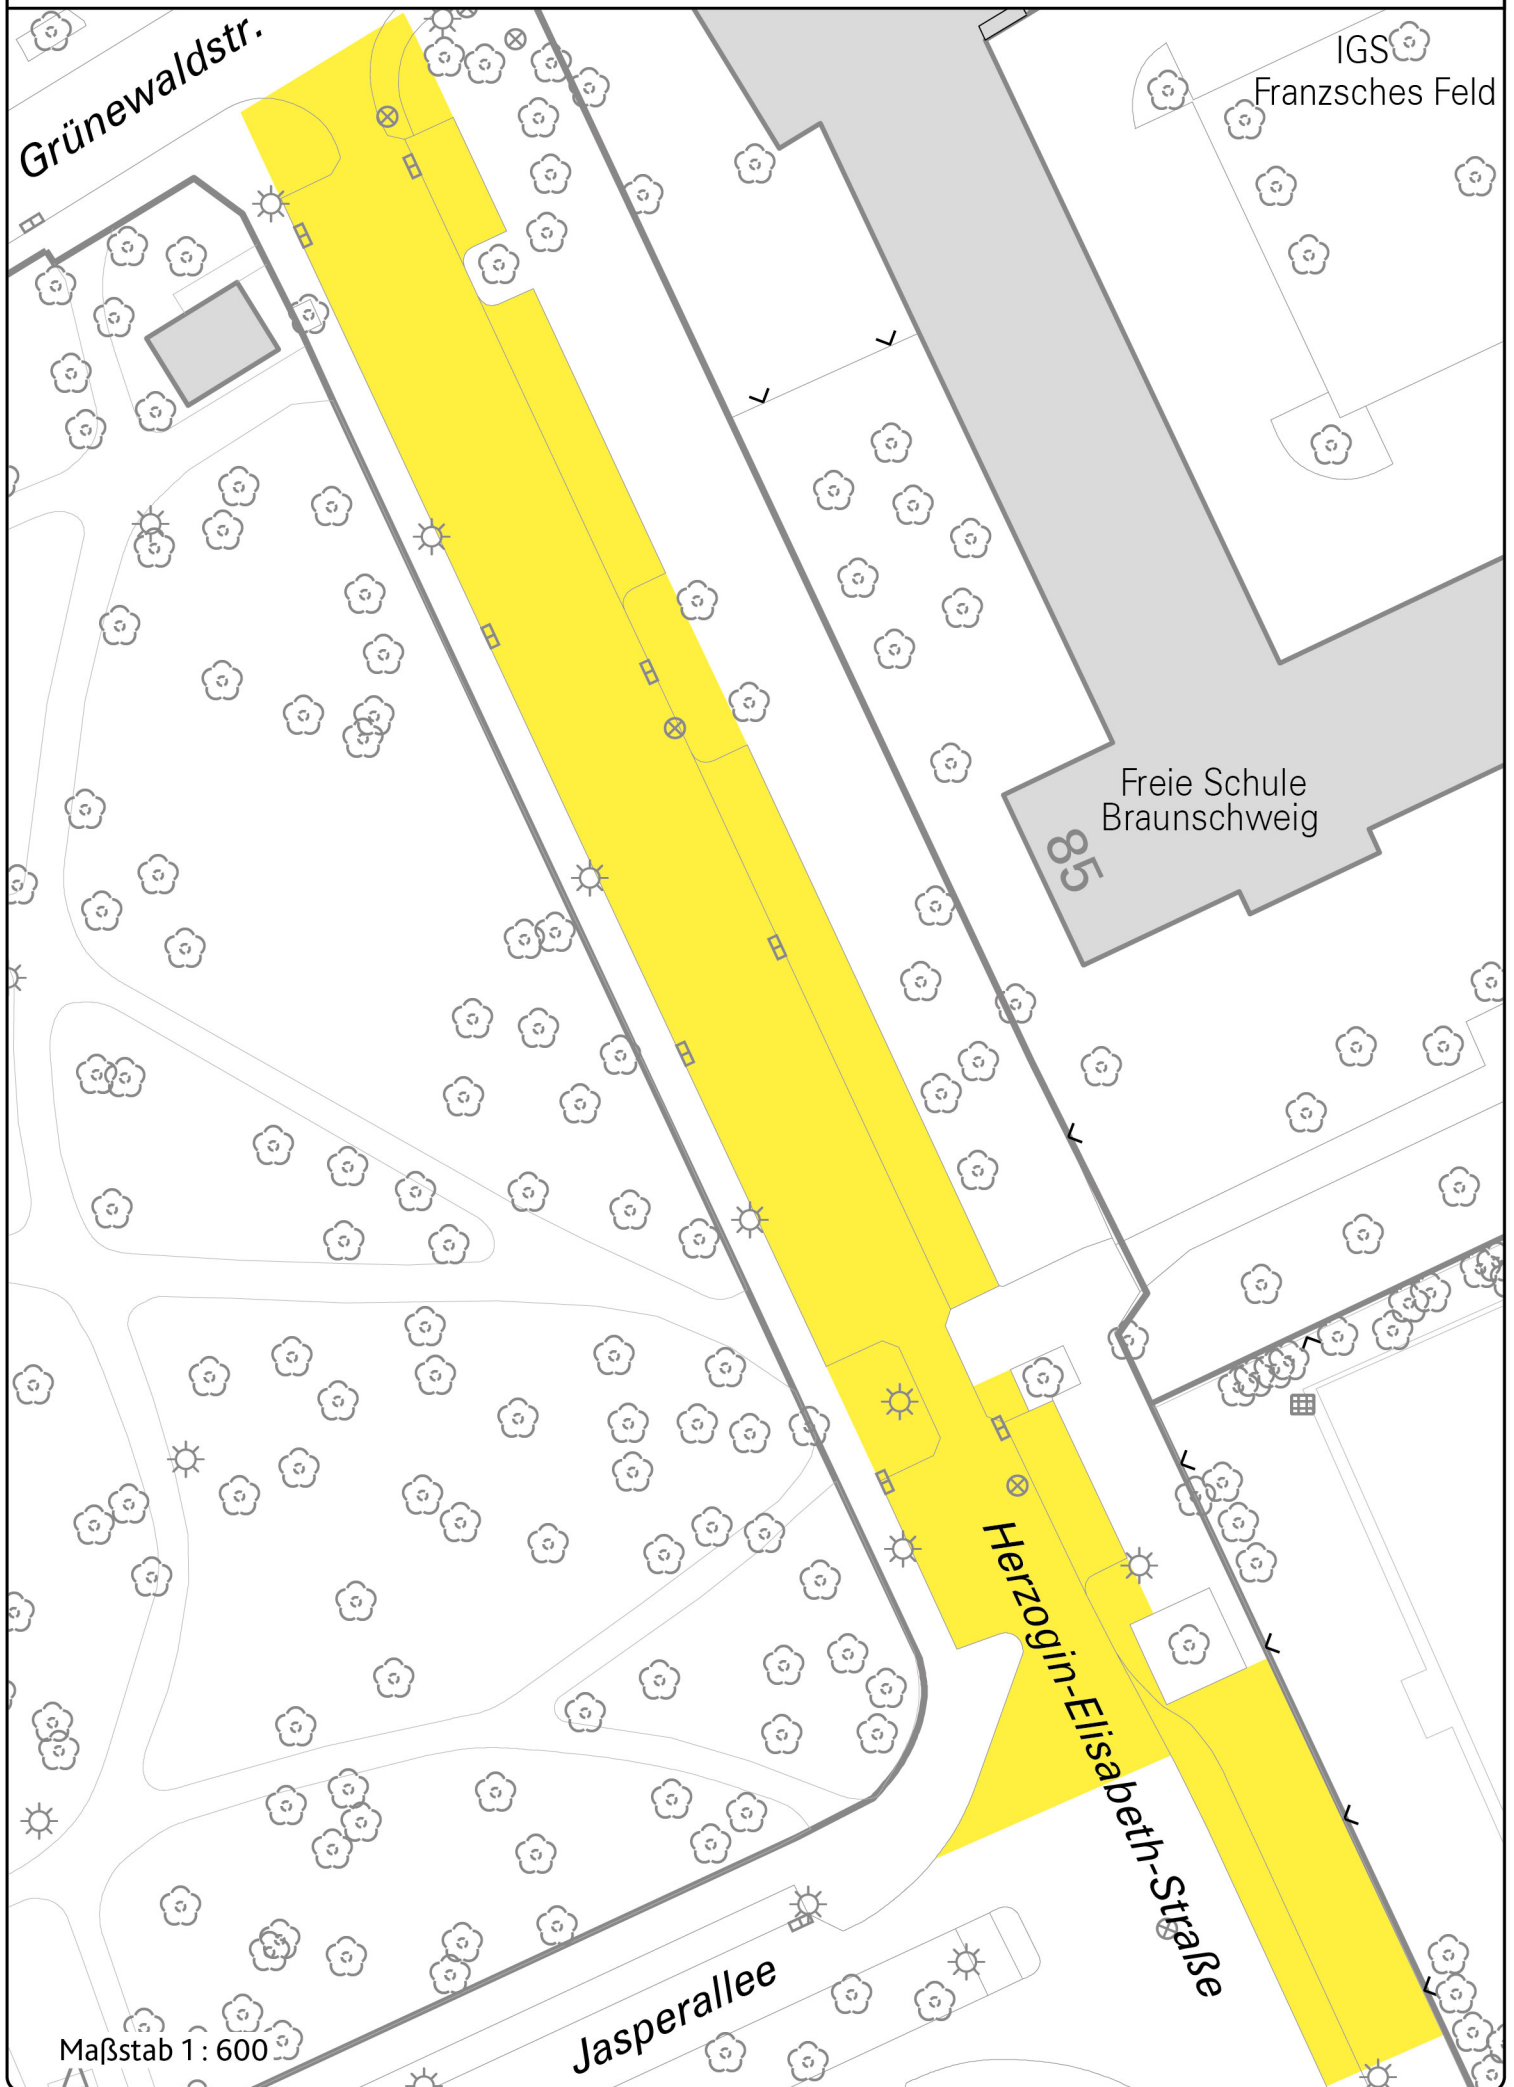 Grünewaldstr.
IGS
Franzsches Feld
Freie Schule
Braunschweig
85
Herzogin-Elisabeth-Straße
Jasperallee
Maßstab 1 : 600